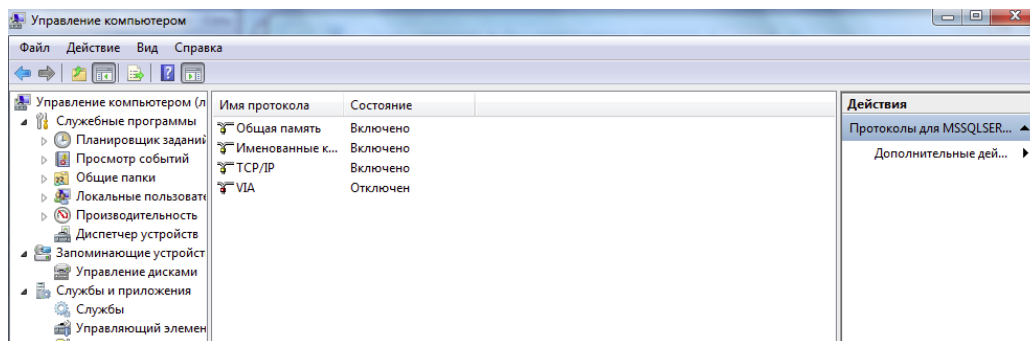 Управление компьютером
Файл Действие Вид Справка
Управление компьютером (л
Служебные программы
Планировщик заданий
Просмотр событий
Общие папки
Локальные пользовате
Производительность
Диспетчер устройств
Запоминающие устройст
Управление дисками
Службы и приложения
Службы
Управляющий элемен
Имя протокола Состояние
Общая память Включено
Именованные к... Включено
TCP/IP Включено
VIA Отключен
Действия
Протоколы для MSSQLSER...
Дополнительные дей...